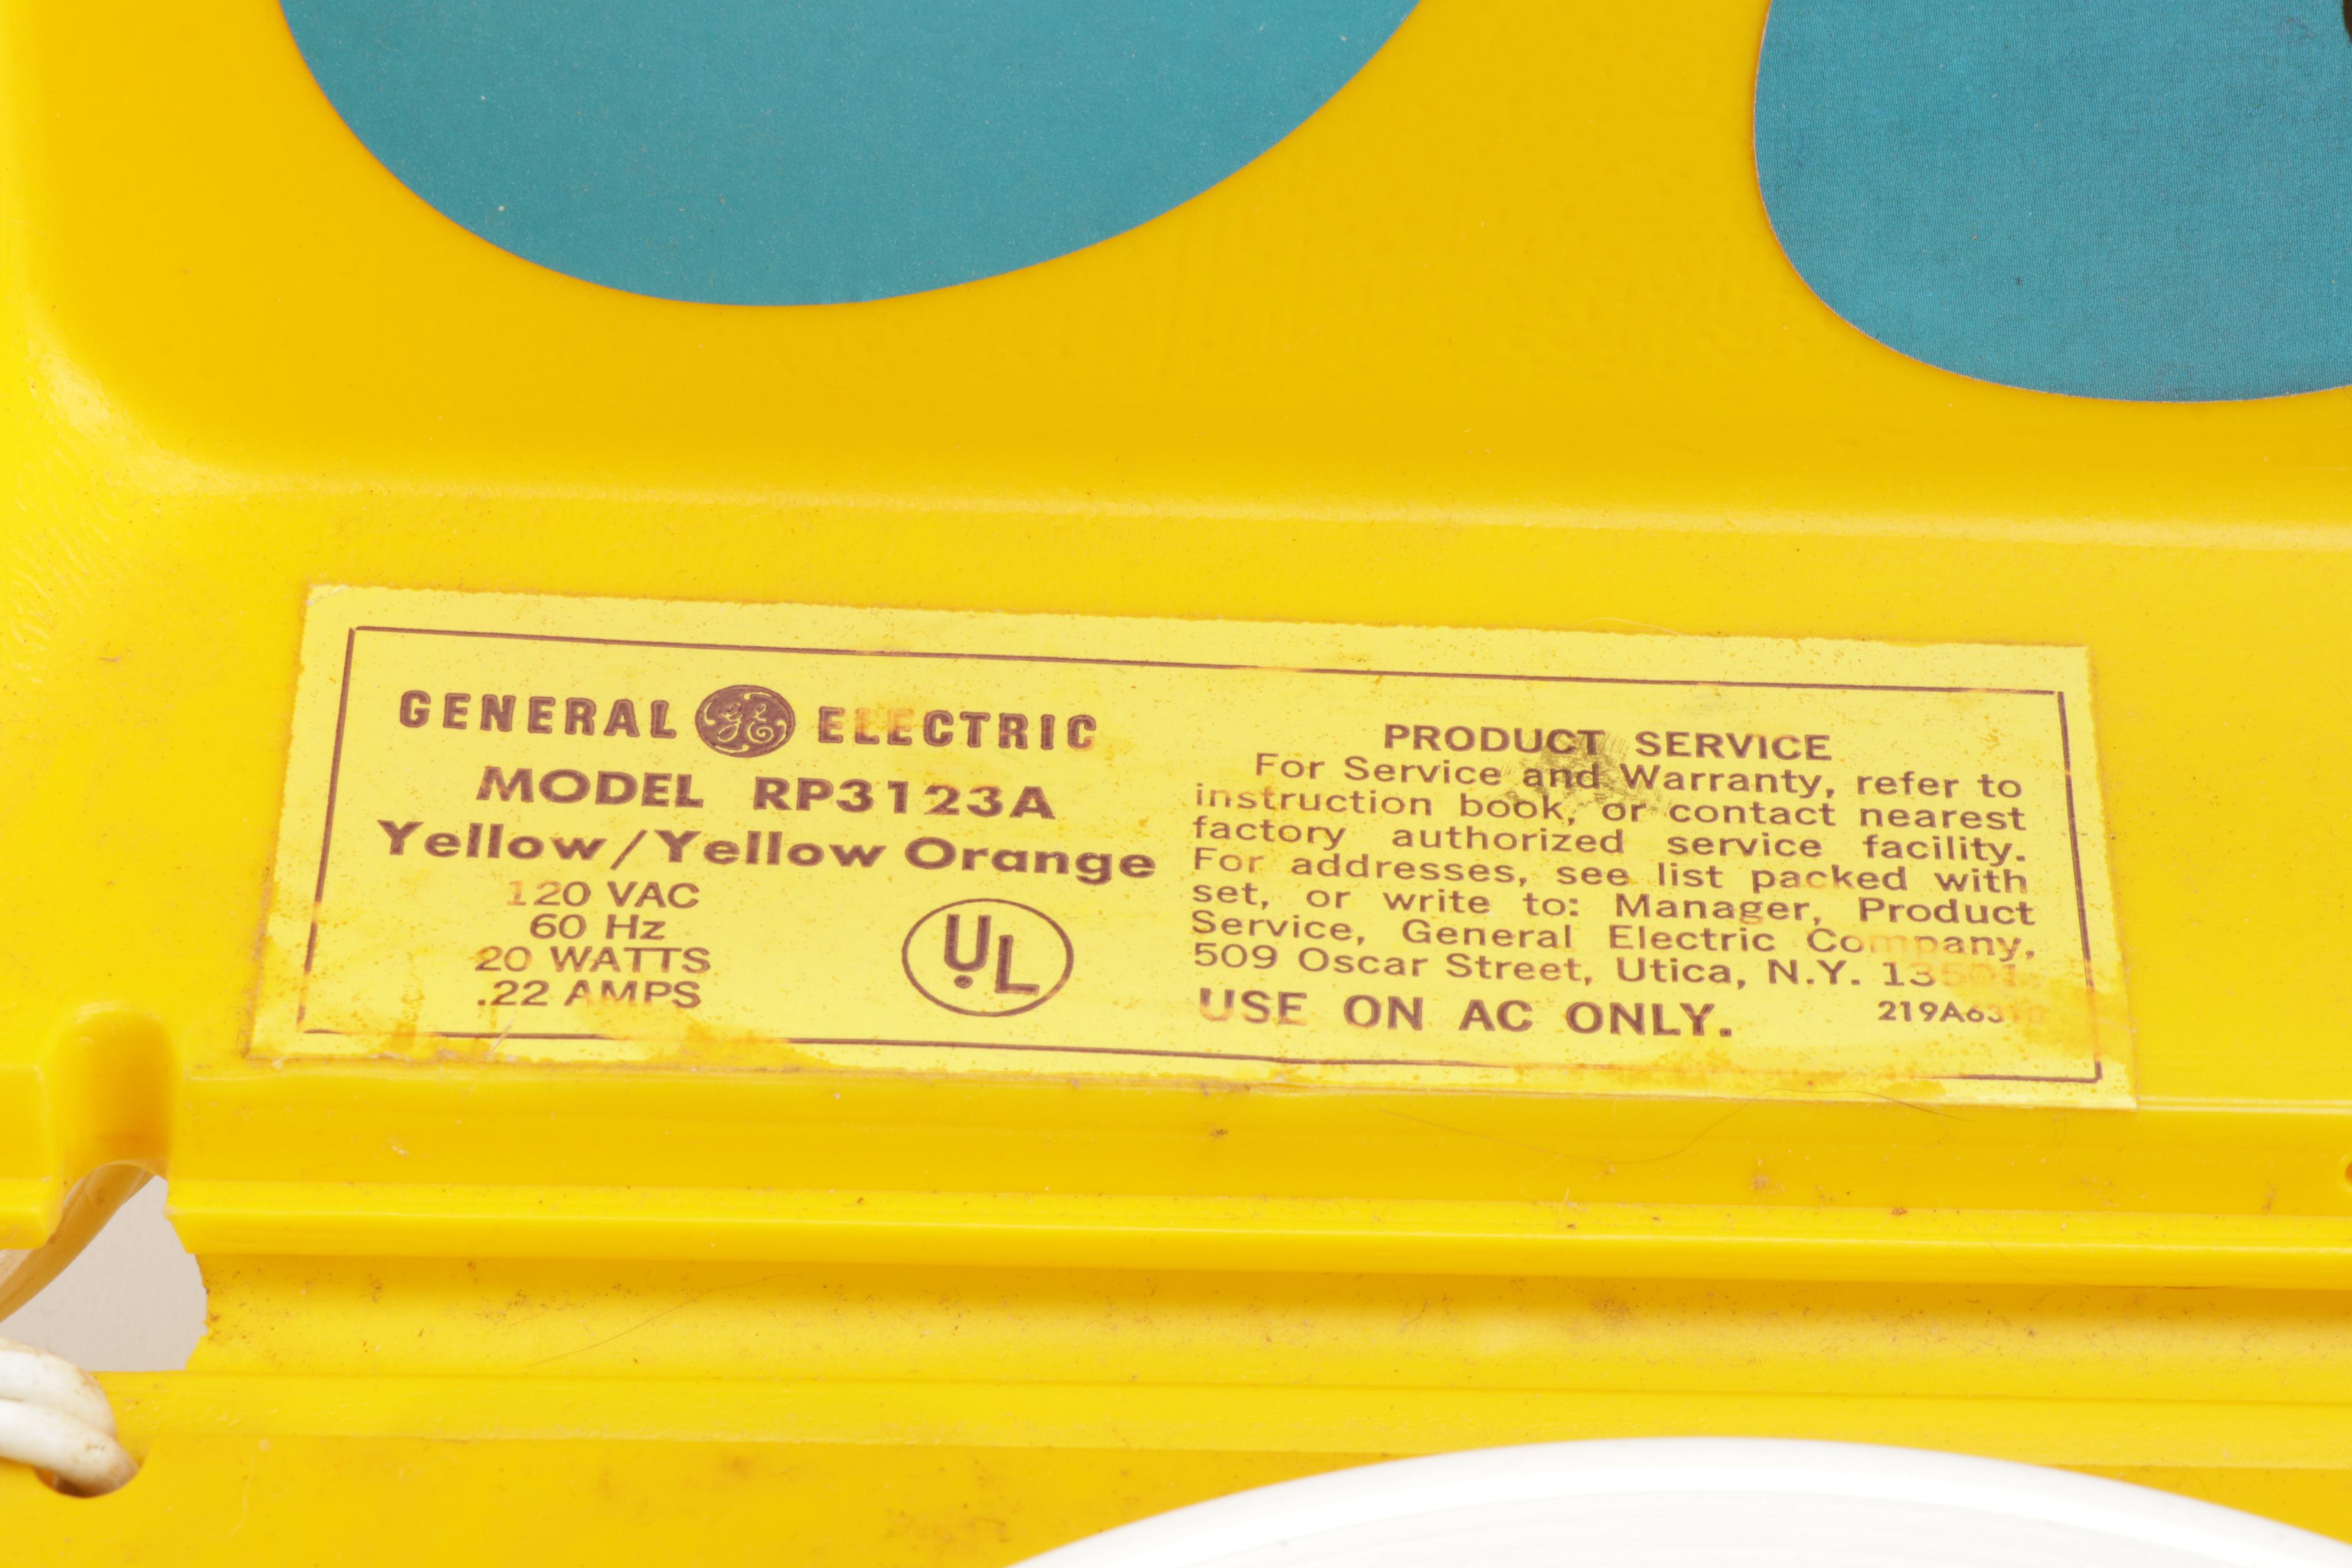 GENERAL GE ELECTRIC
MODEL RP3123A
Yellow/Yellow Orange
120 VAC
60 Hz
20 WATTS
.22 AMPS
UL
PRODUCT SERVICE
For Service and Warranty, refer to
instruction book, or contact nearest
factory authorized service facility.
For addresses, see list packed with
set, or write to: Manager, Product
Service, General Electric Company,
509 Oscar Street, Utica, N.Y. 13501.
USE ON AC ONLY.